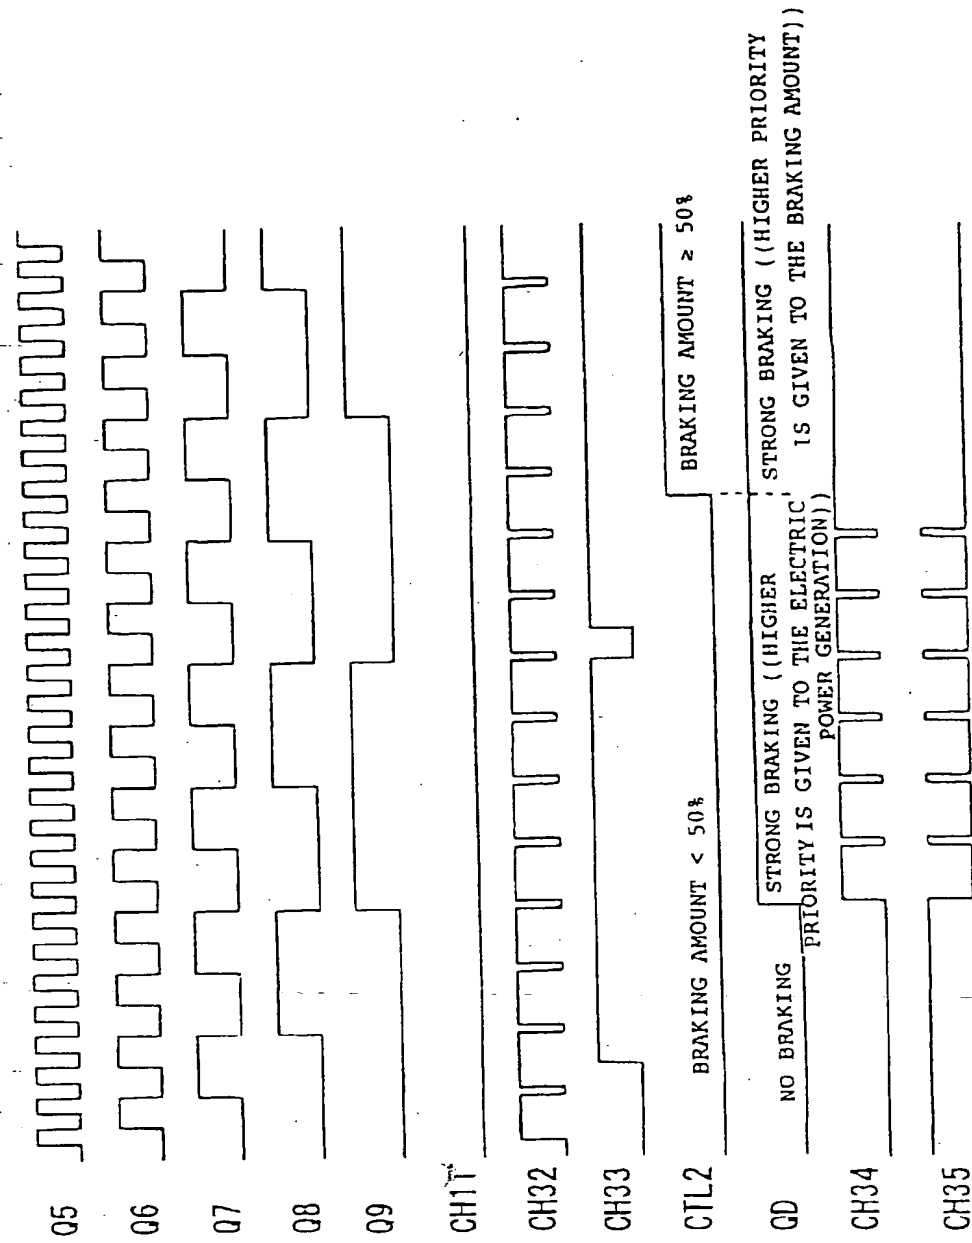 Q5
Q6
Q7
Q8
Q9
CH1T
CH32
CH33
CTL2
BRAKING AMOUNT < 50%
BRAKING AMOUNT ≥ 50%
QD
NO BRAKING
STRONG BRAKING ((HIGHER
PRIORITY IS GIVEN TO THE ELECTRIC
POWER GENERATION))
STRONG BRAKING ((HIGHER PRIORITY
IS GIVEN TO THE BRAKING AMOUNT))
CH34
CH35